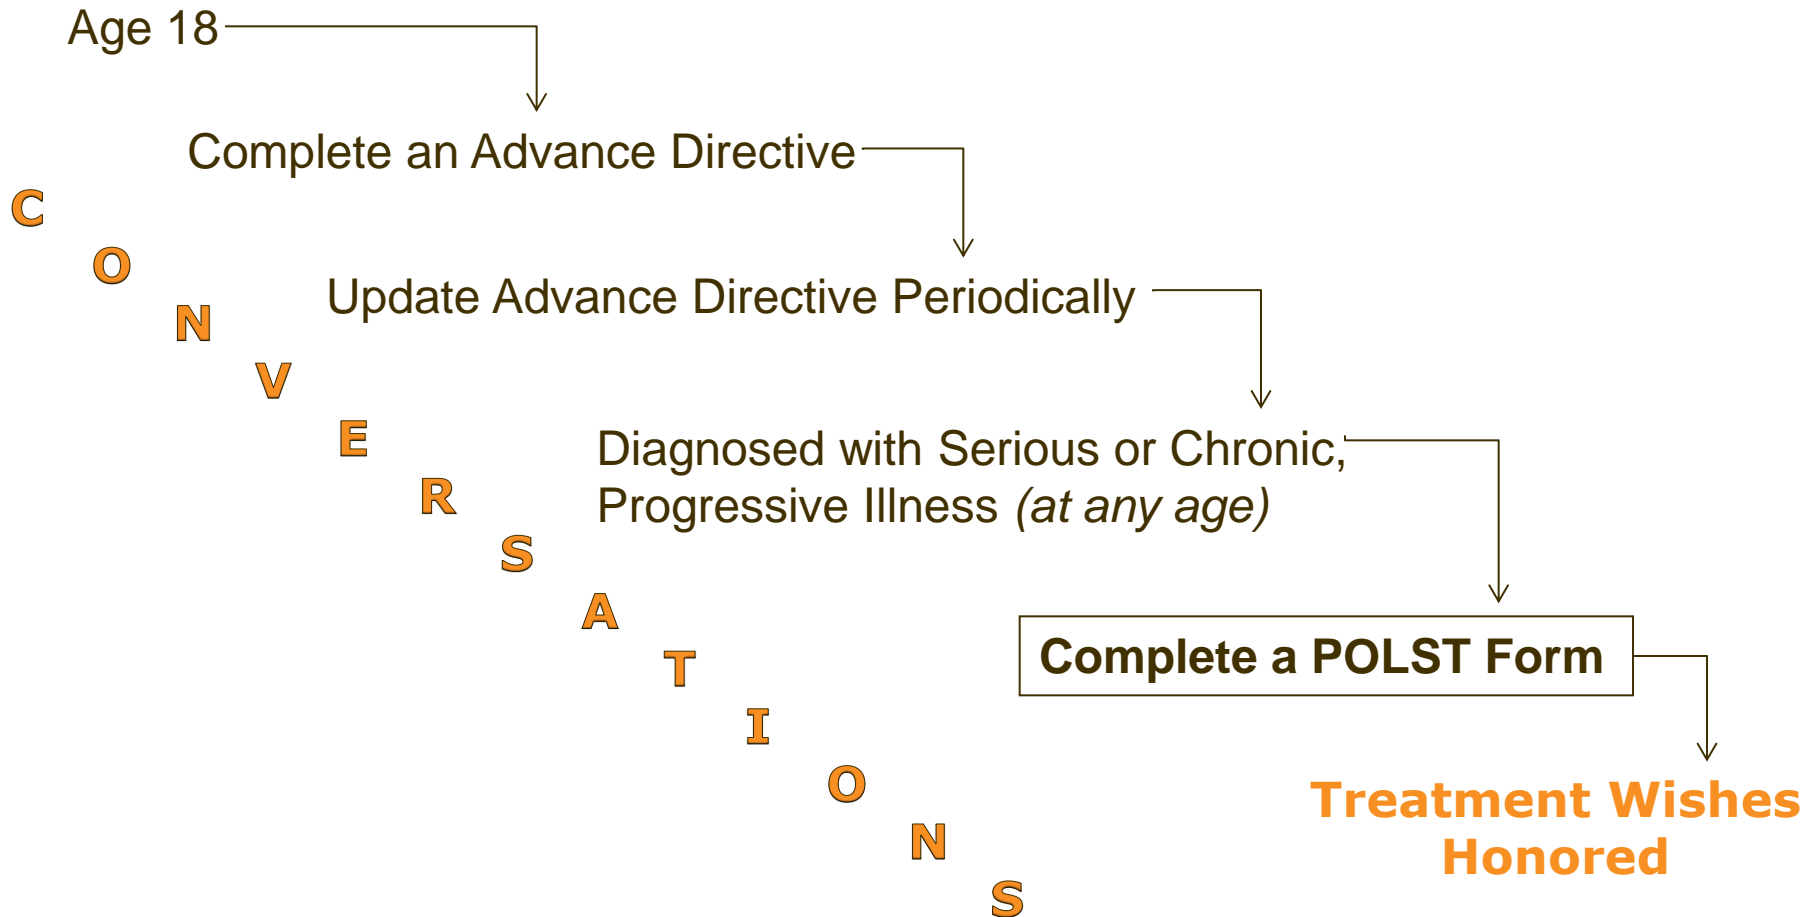 Age 18
Complete an Advance Directive
Update Advance Directive Periodically
Diagnosed with Serious or Chronic,
Progressive Illness (at any age)
Complete a POLST Form
Treatment Wishes
Honored
CONVERSATIONS